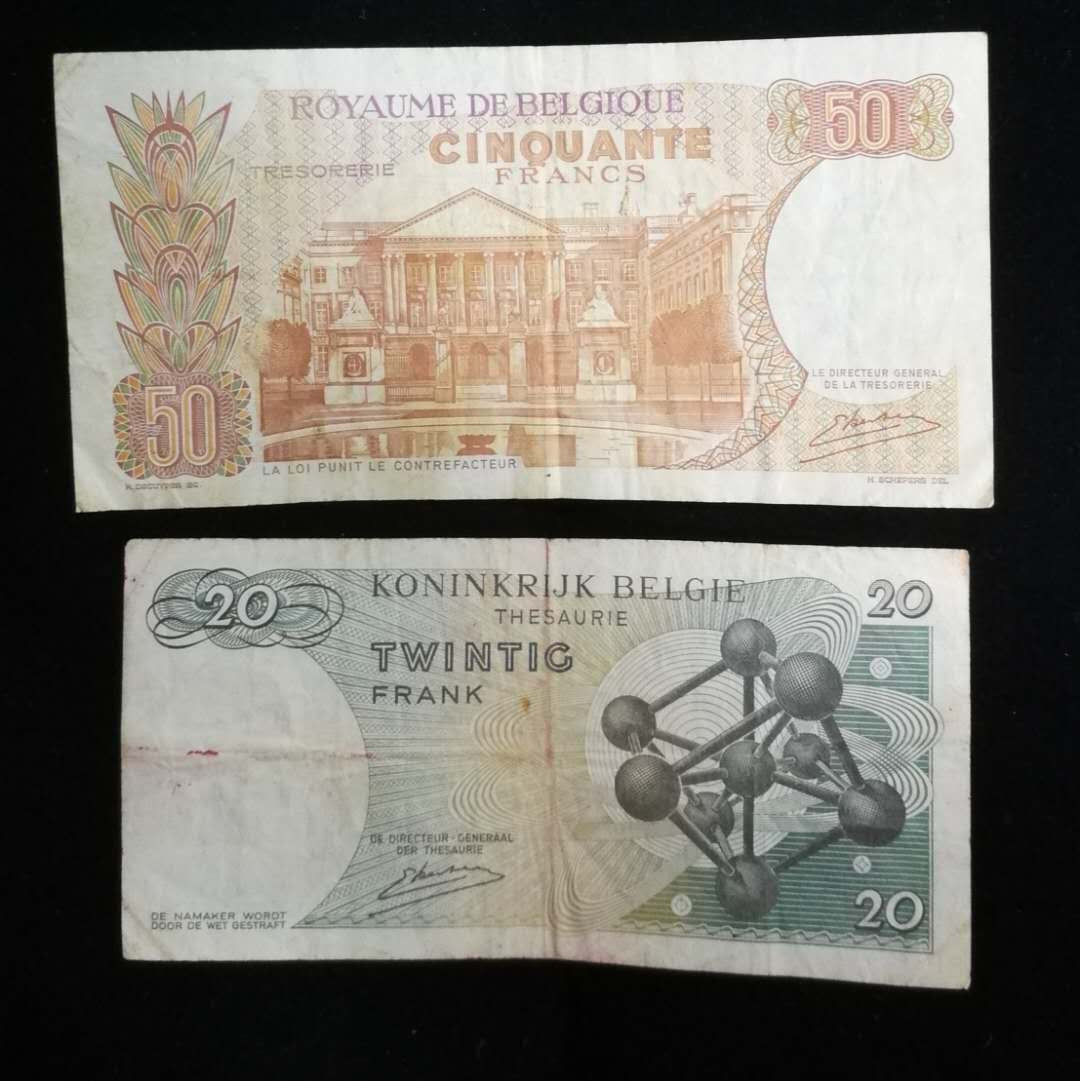 ROYAUME DE BELGIQUE
50
CINQUANTE
TRESORERIE
FRANCS
LE DIRECTEUR GENERAL
DE LA TRESORERIE
50
LA LOI PUNIT LE CONTREFACTEUR
H. SCHEPERS DEL.
20
KONINKRIJK BELGIE
20
THESAURIE
TWINTIG
FRANK
DE DIRECTEUR-GENERAAL
DER THESAURIE
DE NAMAKER WORDT
DOOR DE WET GESTRAFT
20